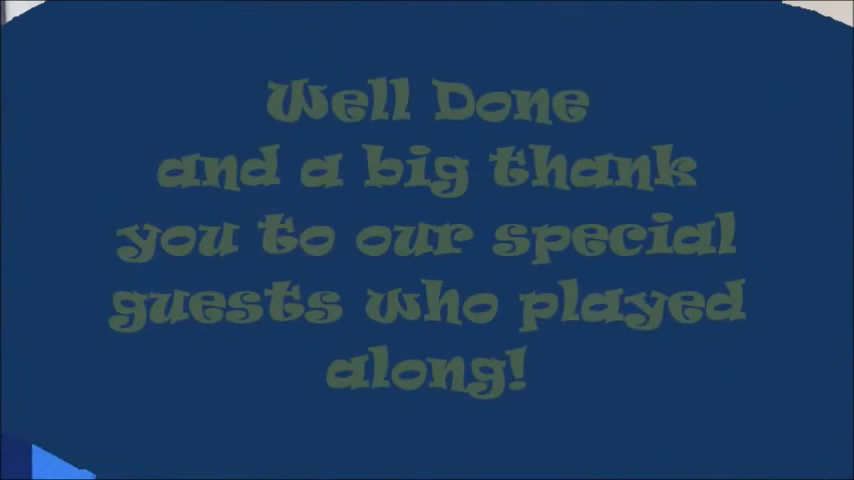 Well Done
and a big thank
you to our special
guests who played
along!